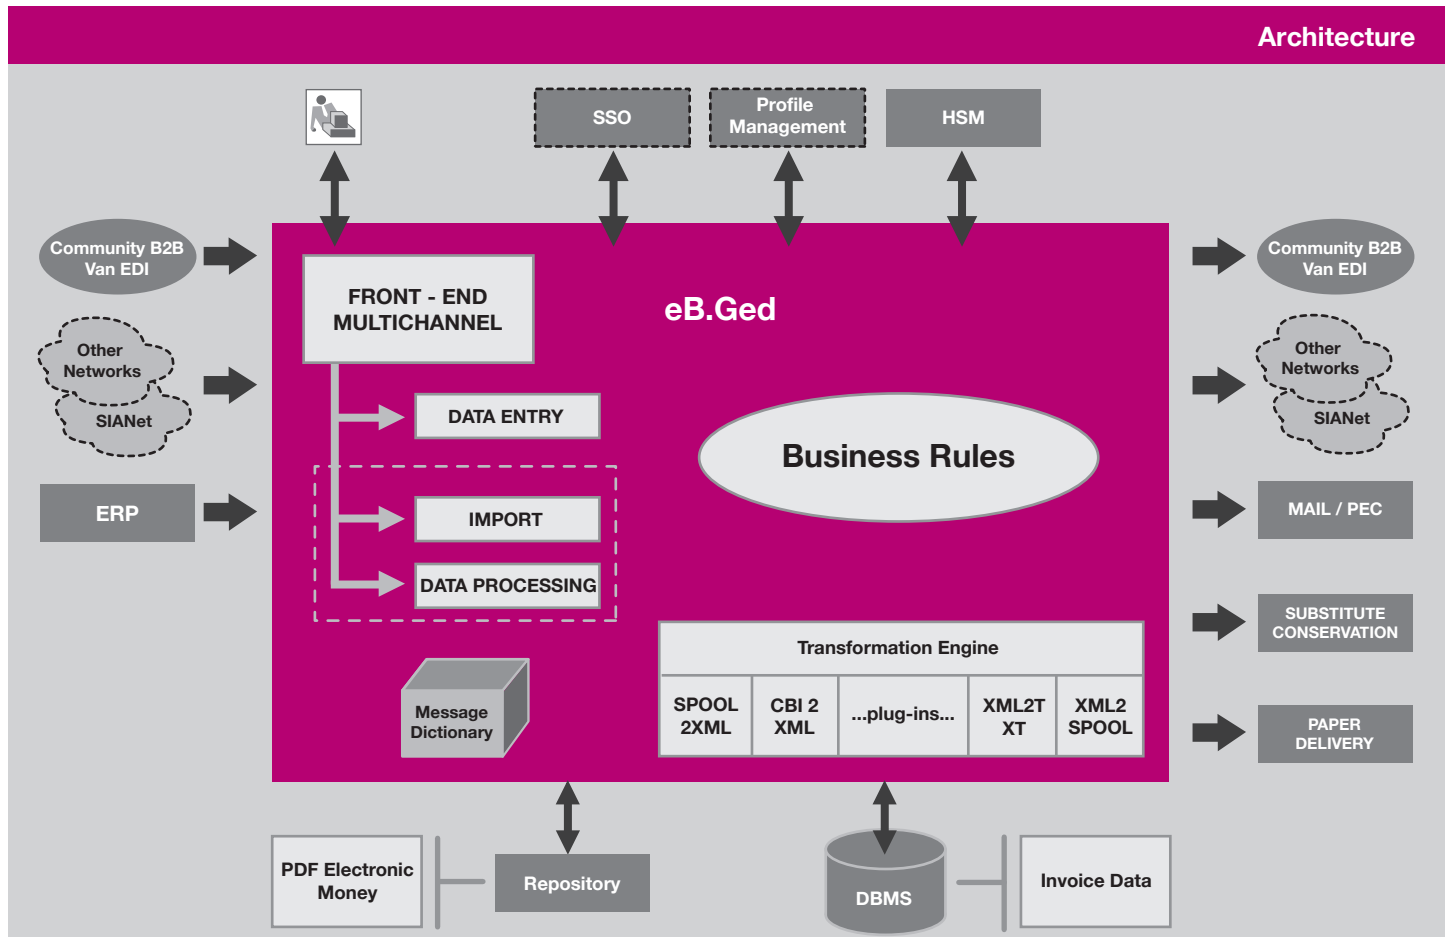 Architecture
SSO
Profile
Management
HSM
Community B2B
Van EDI
Other
Networks
SIANet
ERP
FRONT - END
MULTICHANNEL
DATA ENTRY
IMPORT
DATA PROCESSING
Message
Dictionary
eB.Ged
Business Rules
Transformation Engine
SPOOL
2XML
CBI 2
XML
...plug-ins...
XML2T
XT
XML2
SPOOL
Community B2B
Van EDI
Other
Networks
SIANet
MAIL / PEC
SUBSTITUTE
CONSERVATION
PAPER
DELIVERY
PDF Electronic
Money
Repository
DBMS
Invoice Data